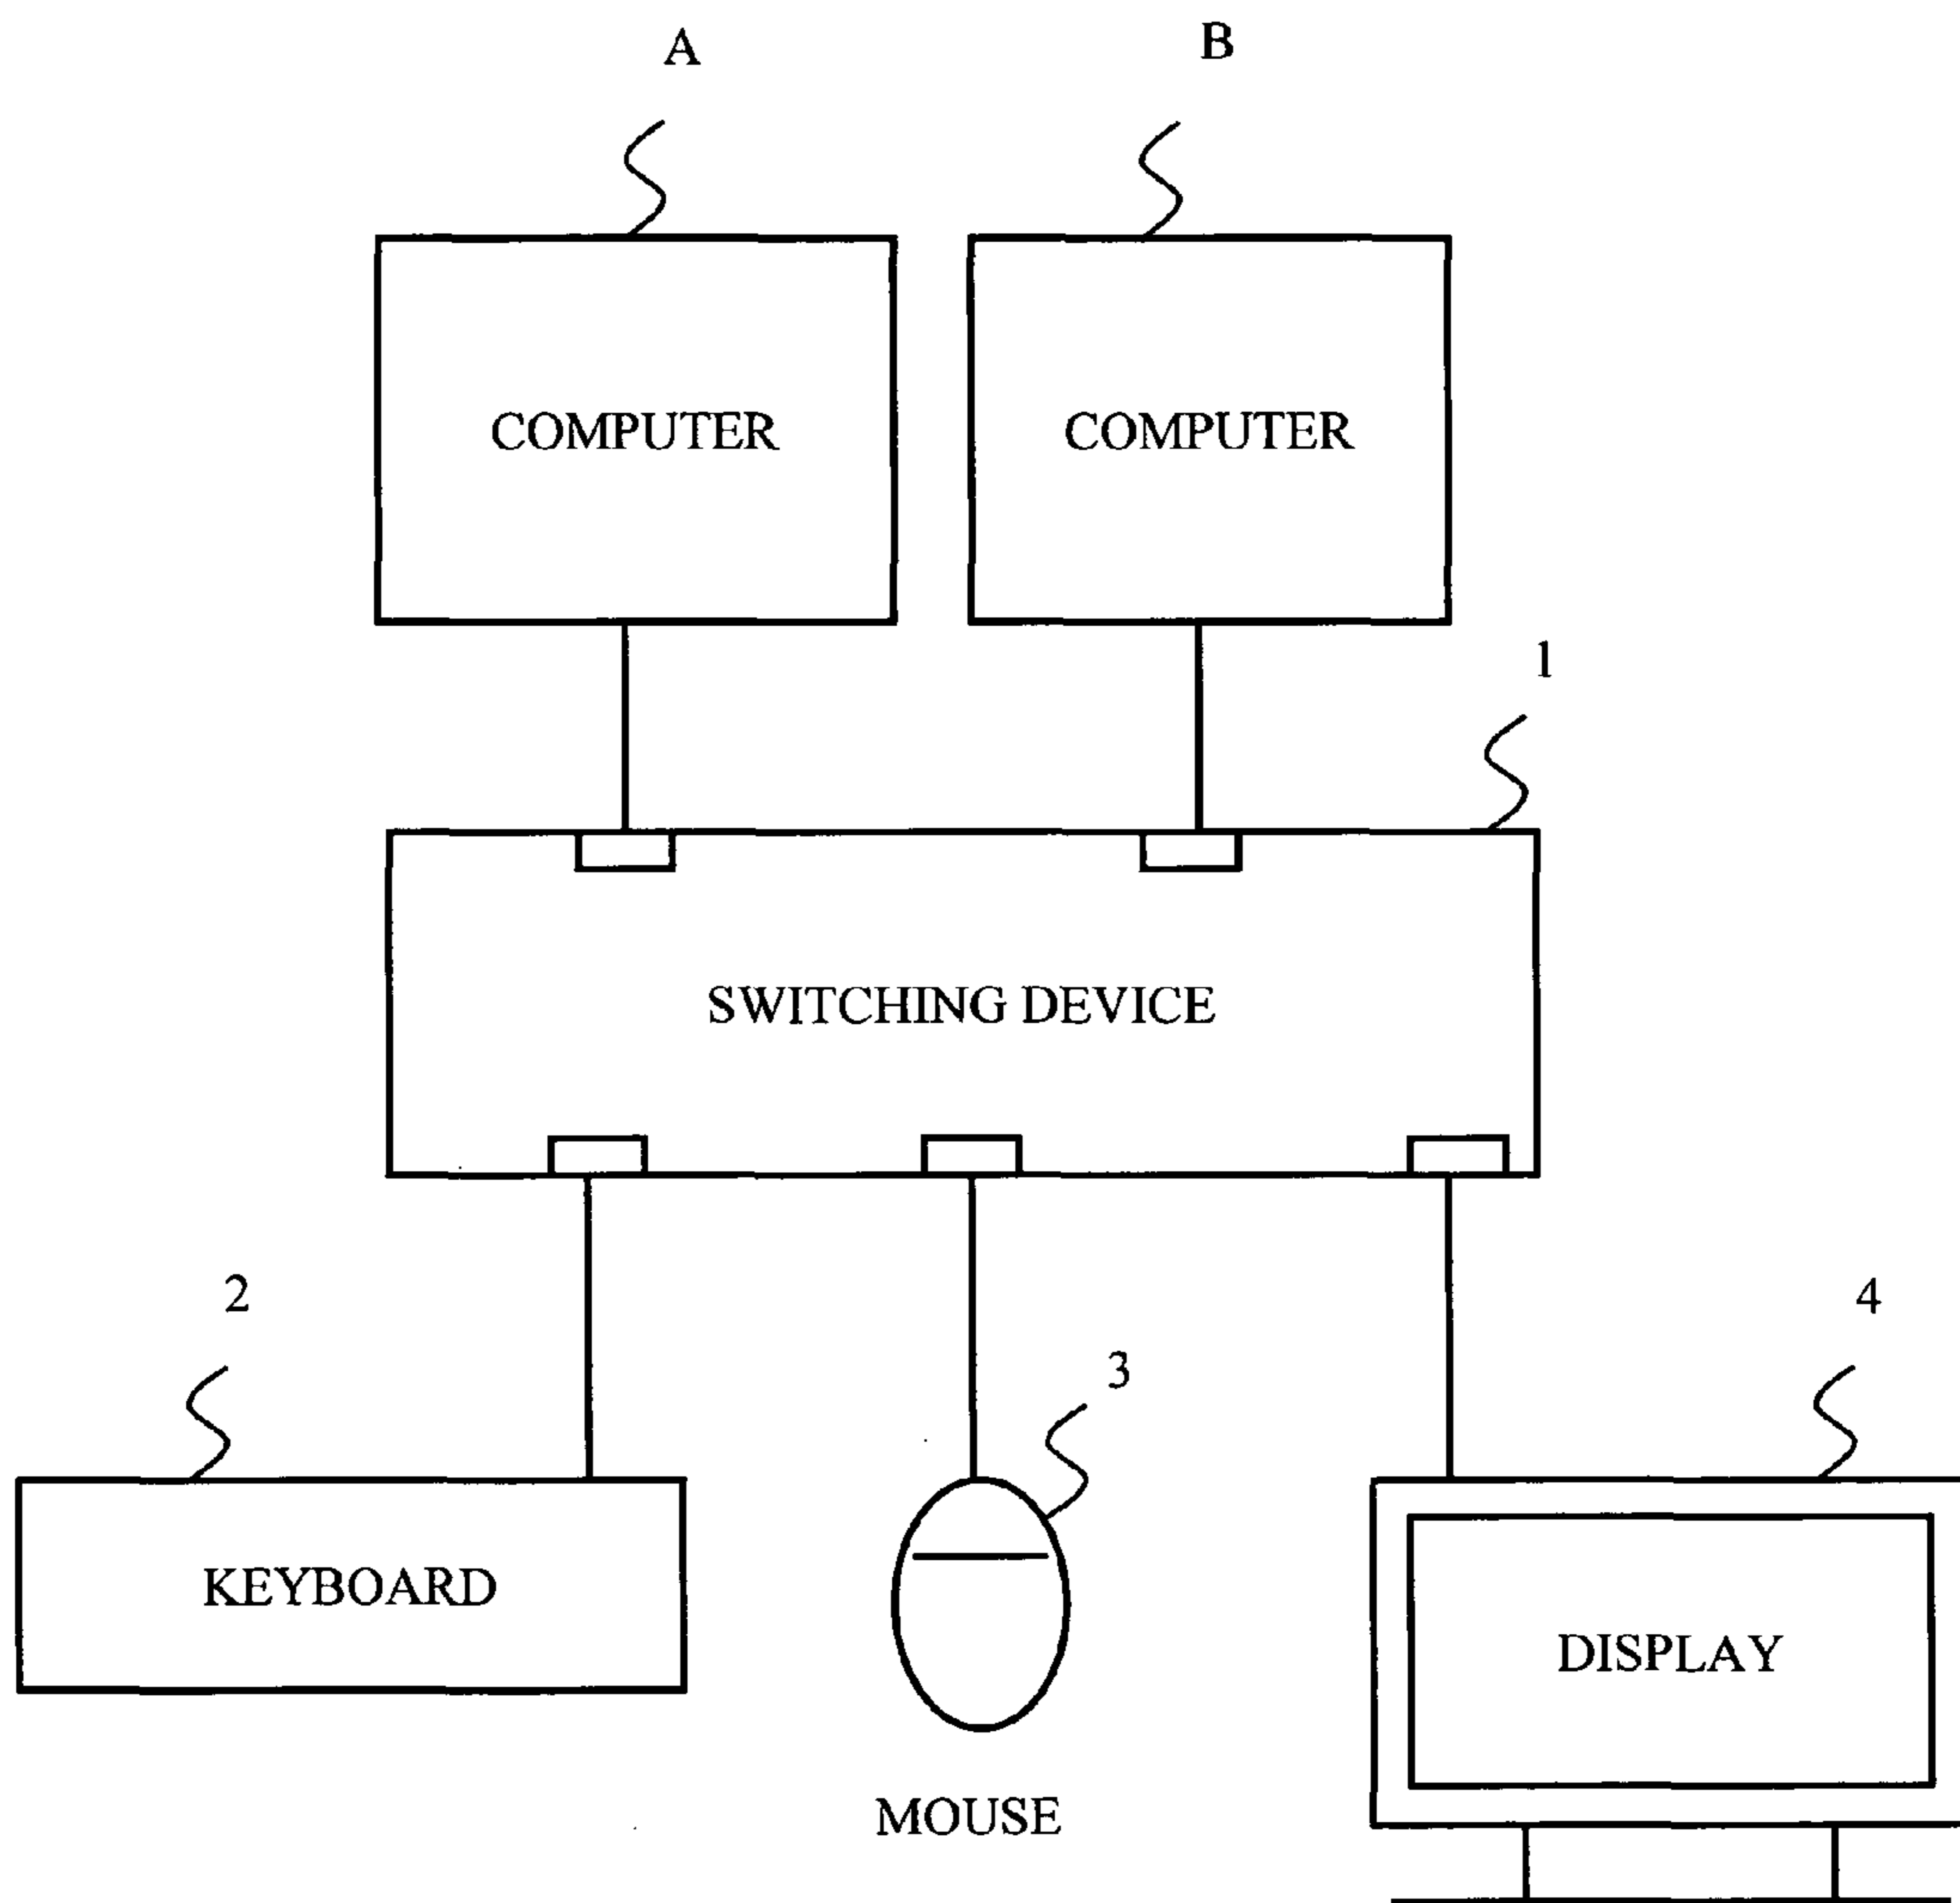 A
B
COMPUTER
COMPUTER
1
SWITCHING DEVICE
2
3
4
KEYBOARD
DISPLAY
MOUSE